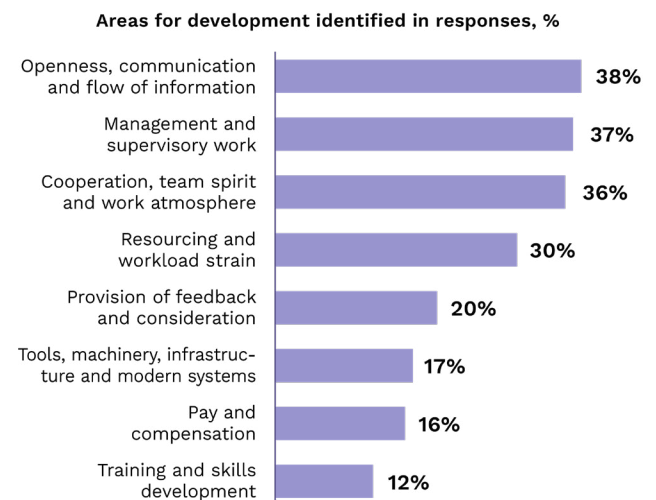 Areas for development identified in responses, %
Openness, communication
and flow of information
38%
Management and
supervisory work
37%
Cooperation, team spirit
and work atmosphere
36%
Resourcing and
workload strain
30%
Provision of feedback
and consideration
20%
Tools, machinery, infrastruc-
ture and modern systems
17%
Pay and
compensation
16%
Training and skills
development
12%